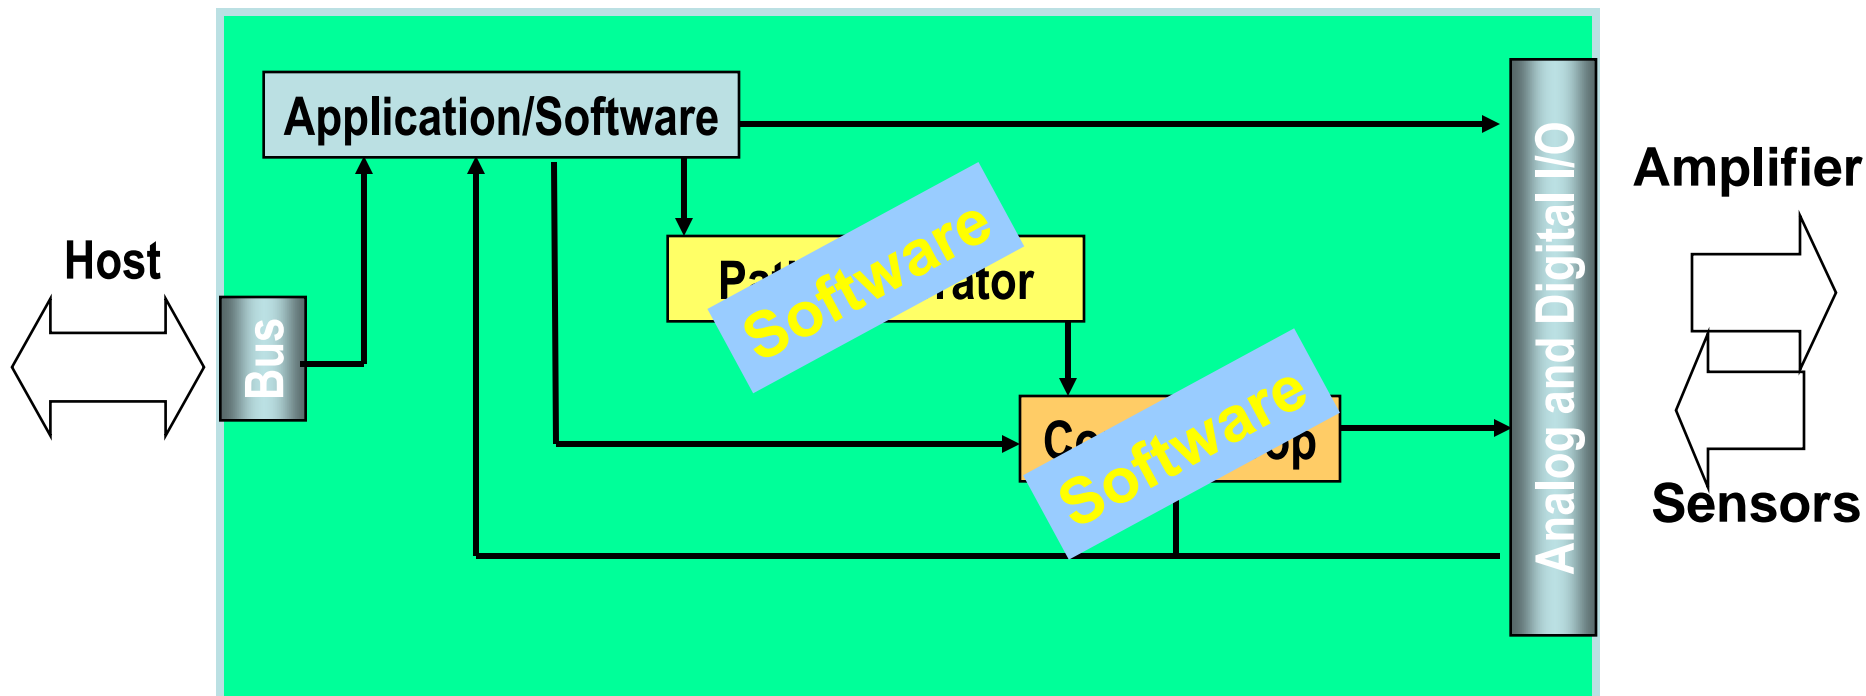 Application/Software
Host
Bus
Software
Software
Analog and Digital I/O
Amplifier
Sensors